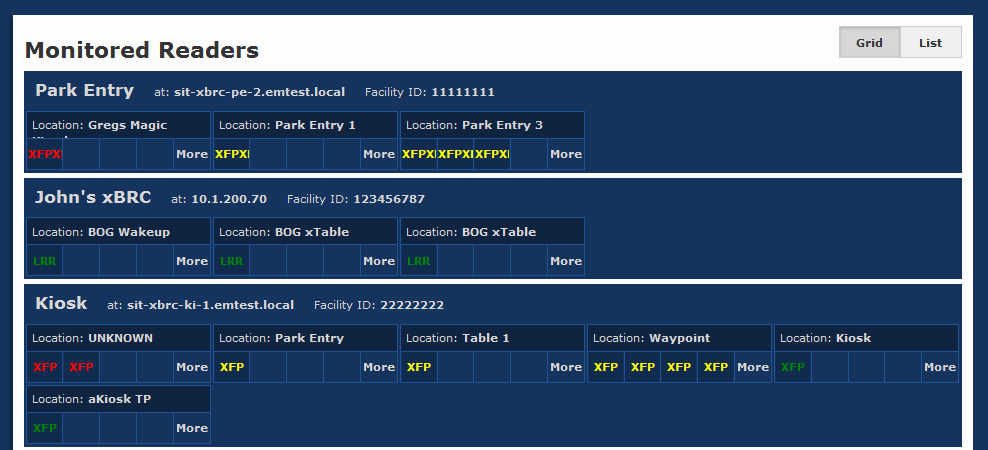 Monitored Readers
Grid List
Park Entry at: sit-xbrc-pe-2.emtest.local Facility ID: 11111111
Location: Gregs Magic Location: Park Entry 1 Location: Park Entry 3
XFPX More XFPX More XFPX XFPX XFPX More
John's xBRC at: 10.1.200.70 Facility ID: 123456787
Location: BOG Wakeup Location: BOG xTable Location: BOG xTable
LRR More LRR More LRR More
Kiosk at: sit-xbrc-ki-1.emtest.local Facility ID: 22222222
Location: UNKNOWN Location: Park Entry Location: Table 1 Location: Waypoint Location: Kiosk
XFP XFP More XFP More XFP More XFP XFP XFP XFP More XFP More
Location: aKiosk TP
XFP More